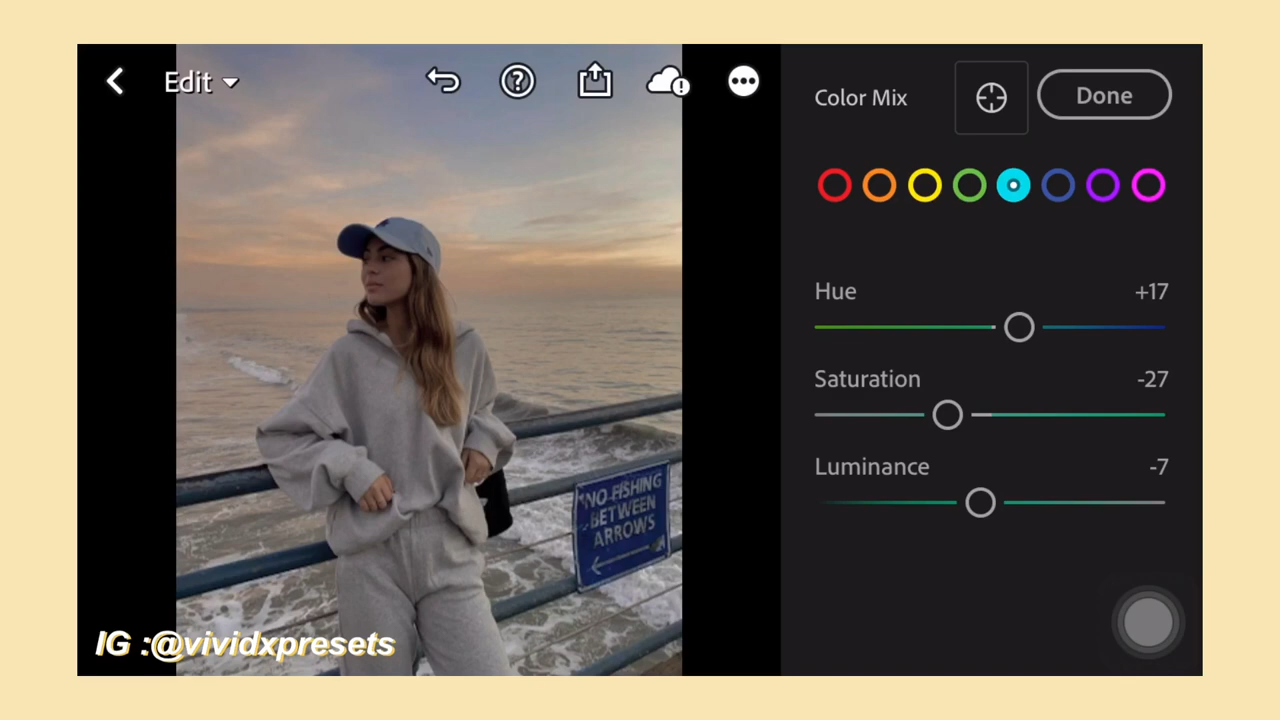 Edit
Color Mix
Done
Hue
+17
Saturation
-27
Luminance
-7
NO FISHING
BETWEEN
ARROWS
IG :@vividxpresets